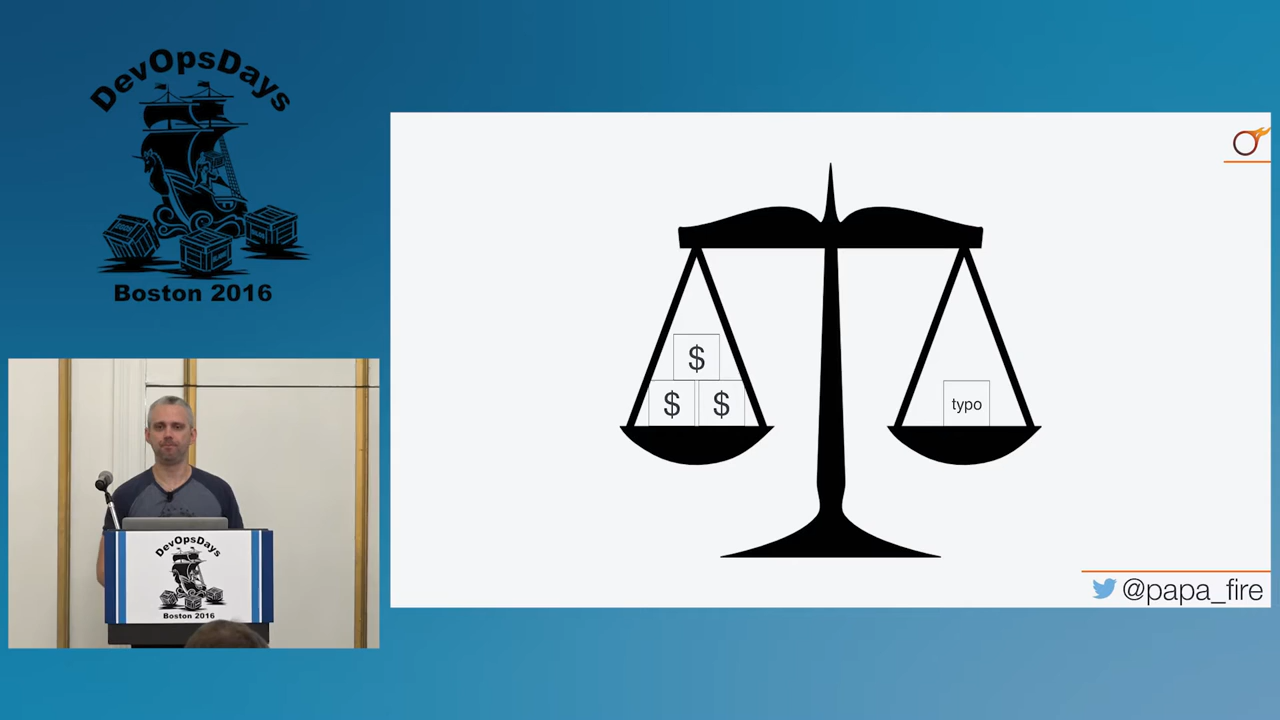 DevOpsDays
Boston 2016
$
$ $
typo
@papa_fire
DevOpsDays
Boston 2016